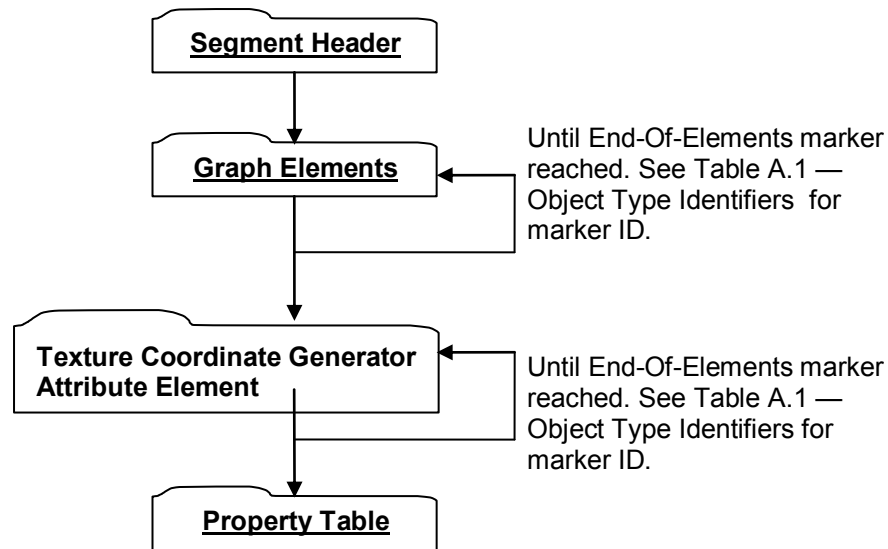 Segment Header
Graph Elements
Until End-Of-Elements marker
reached. See Table A.1 —
Object Type Identifiers  for
marker ID.
Texture Coordinate Generator
Attribute Element
Until End-Of-Elements marker
reached. See Table A.1 —
Object Type Identifiers for
marker ID.
Property Table